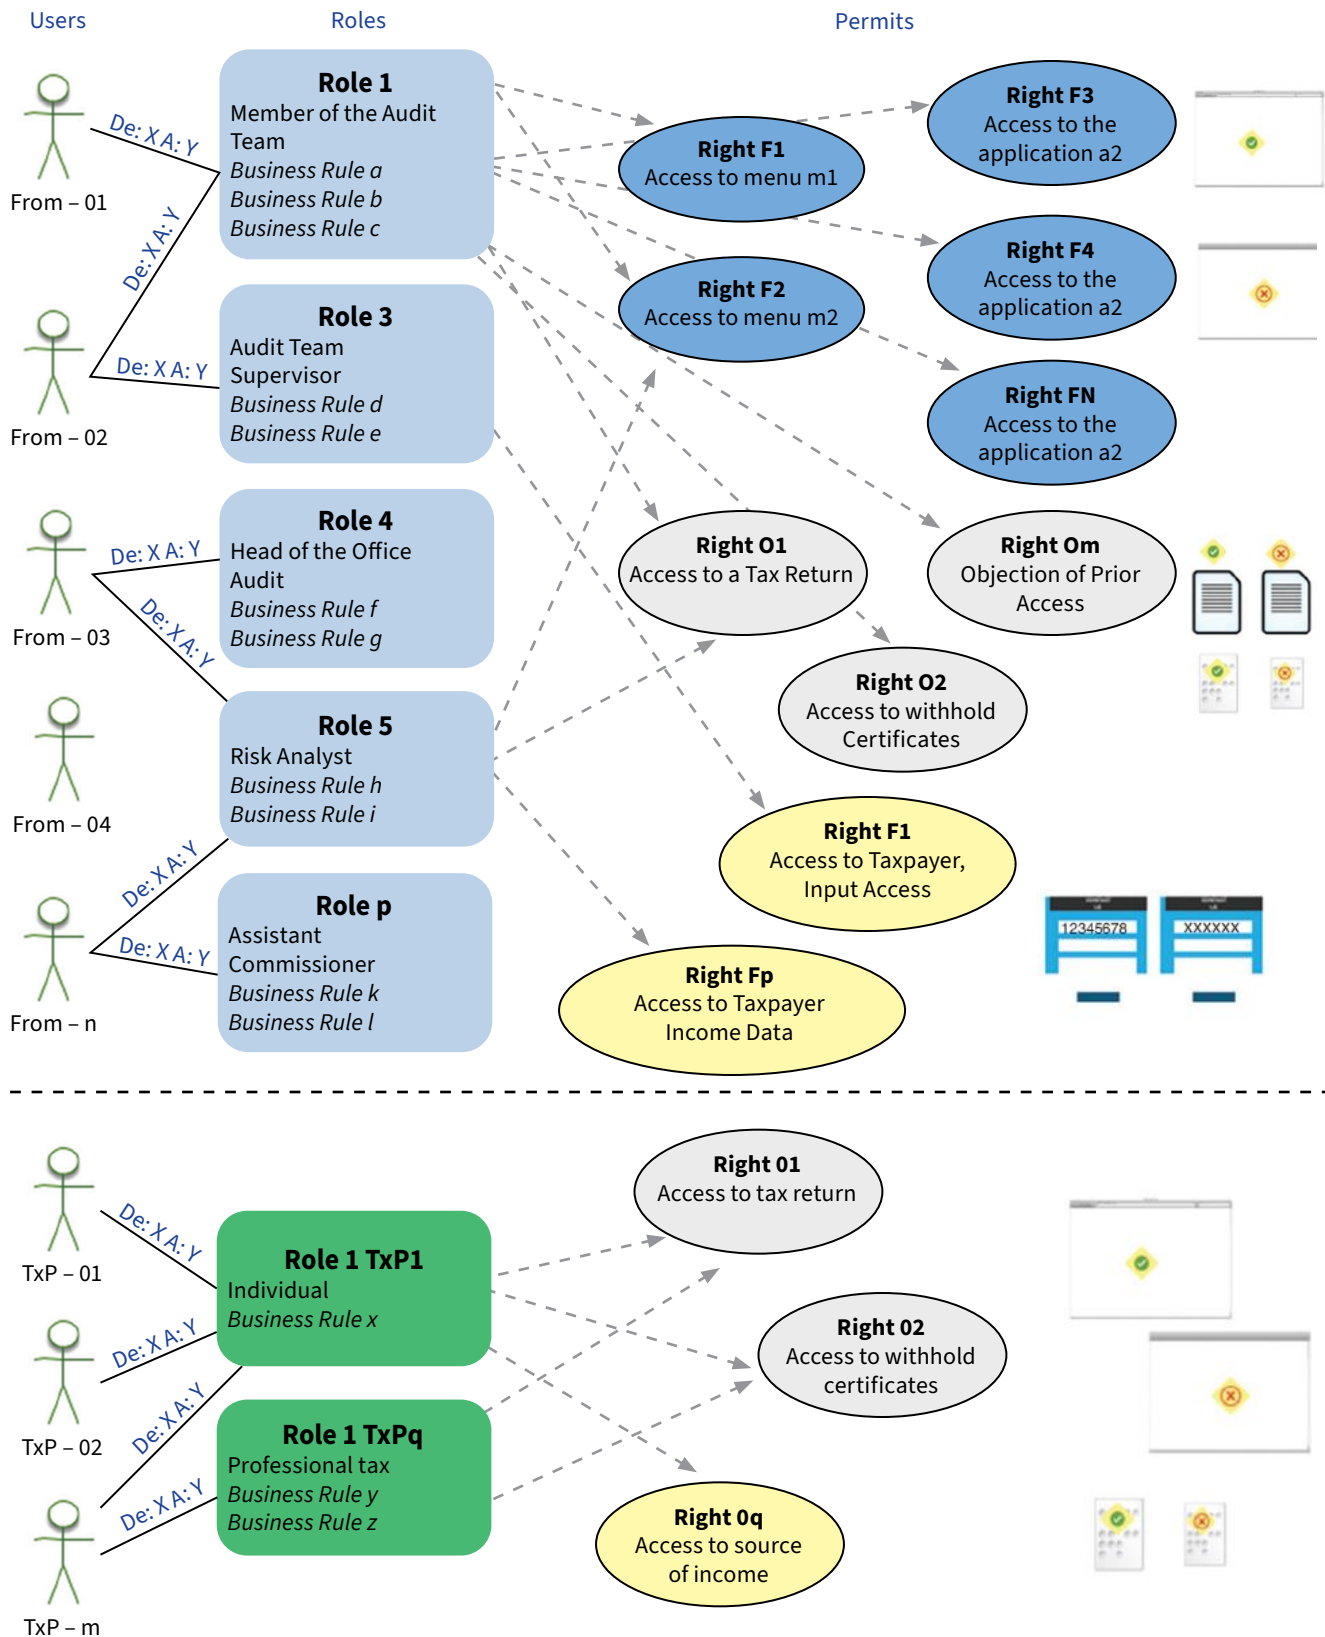 Users
Roles
Permits
From – 01
From – 02
From – 03
From – 04
From – n
De: X A: Y
De: X A: Y
De: X A: Y
De: X A: Y
De: X A: Y
De: X A: Y
De: X A: Y
Role 1
Member of the Audit
Team
Business Rule a
Business Rule b
Business Rule c
Role 3
Audit Team
Supervisor
Business Rule d
Business Rule e
Role 4
Head of the Office
Audit
Business Rule f
Business Rule g
Role 5
Risk Analyst
Business Rule h
Business Rule i
Role p
Assistant
Commissioner
Business Rule k
Business Rule l
Right F1
Access to menu m1
Right F2
Access to menu m2
Right F3
Access to the
application a2
Right F4
Access to the
application a2
Right FN
Access to the
application a2
Right O1
Access to a Tax Return
Right Om
Objection of Prior
Access
Right O2
Access to withhold
Certificates
Right F1
Access to Taxpayer,
Input Access
Right Fp
Access to Taxpayer
Income Data
12345678
XXXXXX
TxP – 01
TxP – 02
TxP – m
De: X A: Y
De: X A: Y
De: X A: Y
De: X A: Y
Role 1 TxP1
Individual
Business Rule x
Role 1 TxPq
Professional tax
Business Rule y
Business Rule z
Right 01
Access to tax return
Right 02
Access to withhold
certificates
Right 0q
Access to source
of income